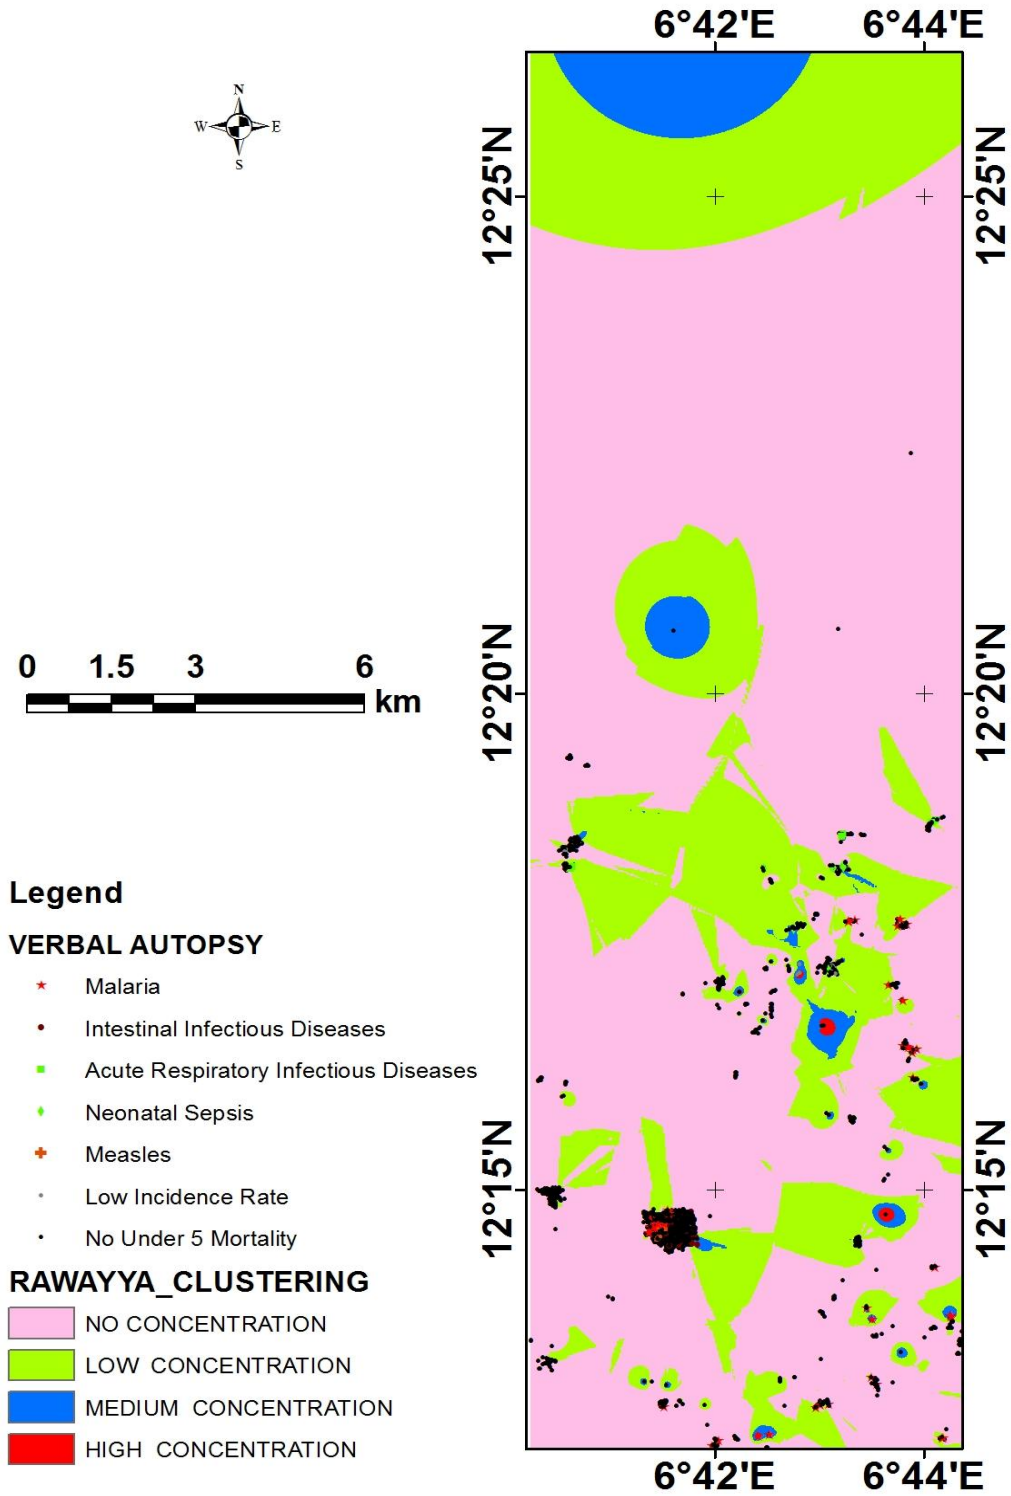 6°42'E 6°44'E
N
W E
S
12°25'N 12°25'N
12°20'N 12°20'N
0 1.5 3 6
km
Legend
VERBAL AUTOPSY
Malaria
Intestinal Infectious Diseases
Acute Respiratory Infectious Diseases
Neonatal Sepsis
Measles
Low Incidence Rate
No Under 5 Mortality
12°15'N 12°15'N
RAWAYYA_CLUSTERING
NO CONCENTRATION
LOW CONCENTRATION
MEDIUM CONCENTRATION
HIGH CONCENTRATION
6°42'E 6°44'E